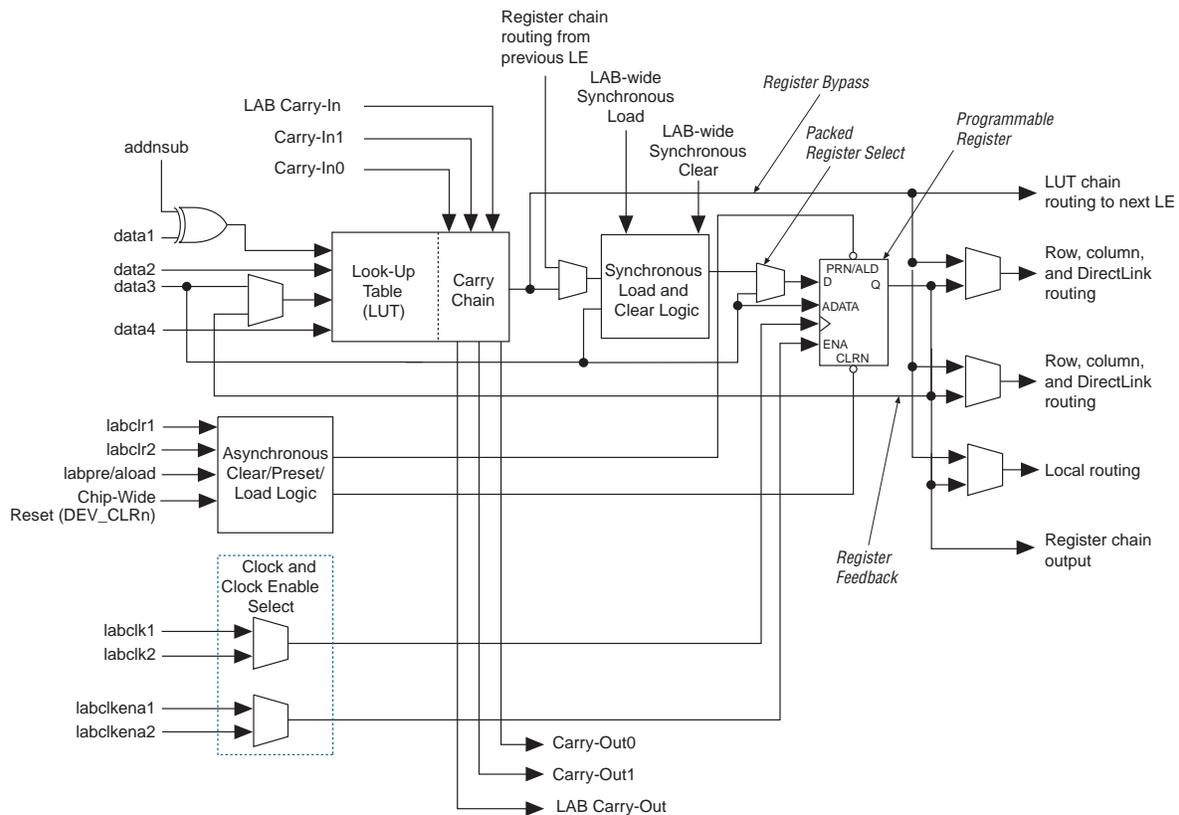 Register chain
routing from
previous LE
LAB-wide
Synchronous
Load
LAB-wide
Synchronous
Clear
Register Bypass
Packed
Register Select
Programmable
Register
LAB Carry-In
Carry-In1
Carry-In0
addnsub
data1
data2
data3
data4
Look-Up
Table
(LUT)
Carry
Chain
Synchronous
Load and
Clear Logic
PRN/ALD
D
Q
ADATA
ENA
CLRN
LUT chain
routing to next LE
Row, column,
and DirectLink
routing
Row, column,
and DirectLink
routing
Local routing
Register chain
output
Register
Feedback
labclr1
labclr2
labpre/aload
Chip-Wide
Reset (DEV_CLRn)
Asynchronous
Clear/Preset/
Load Logic
Clock and
Clock Enable
Select
labclk1
labclk2
labclkena1
labclkena2
Carry-Out0
Carry-Out1
LAB Carry-Out